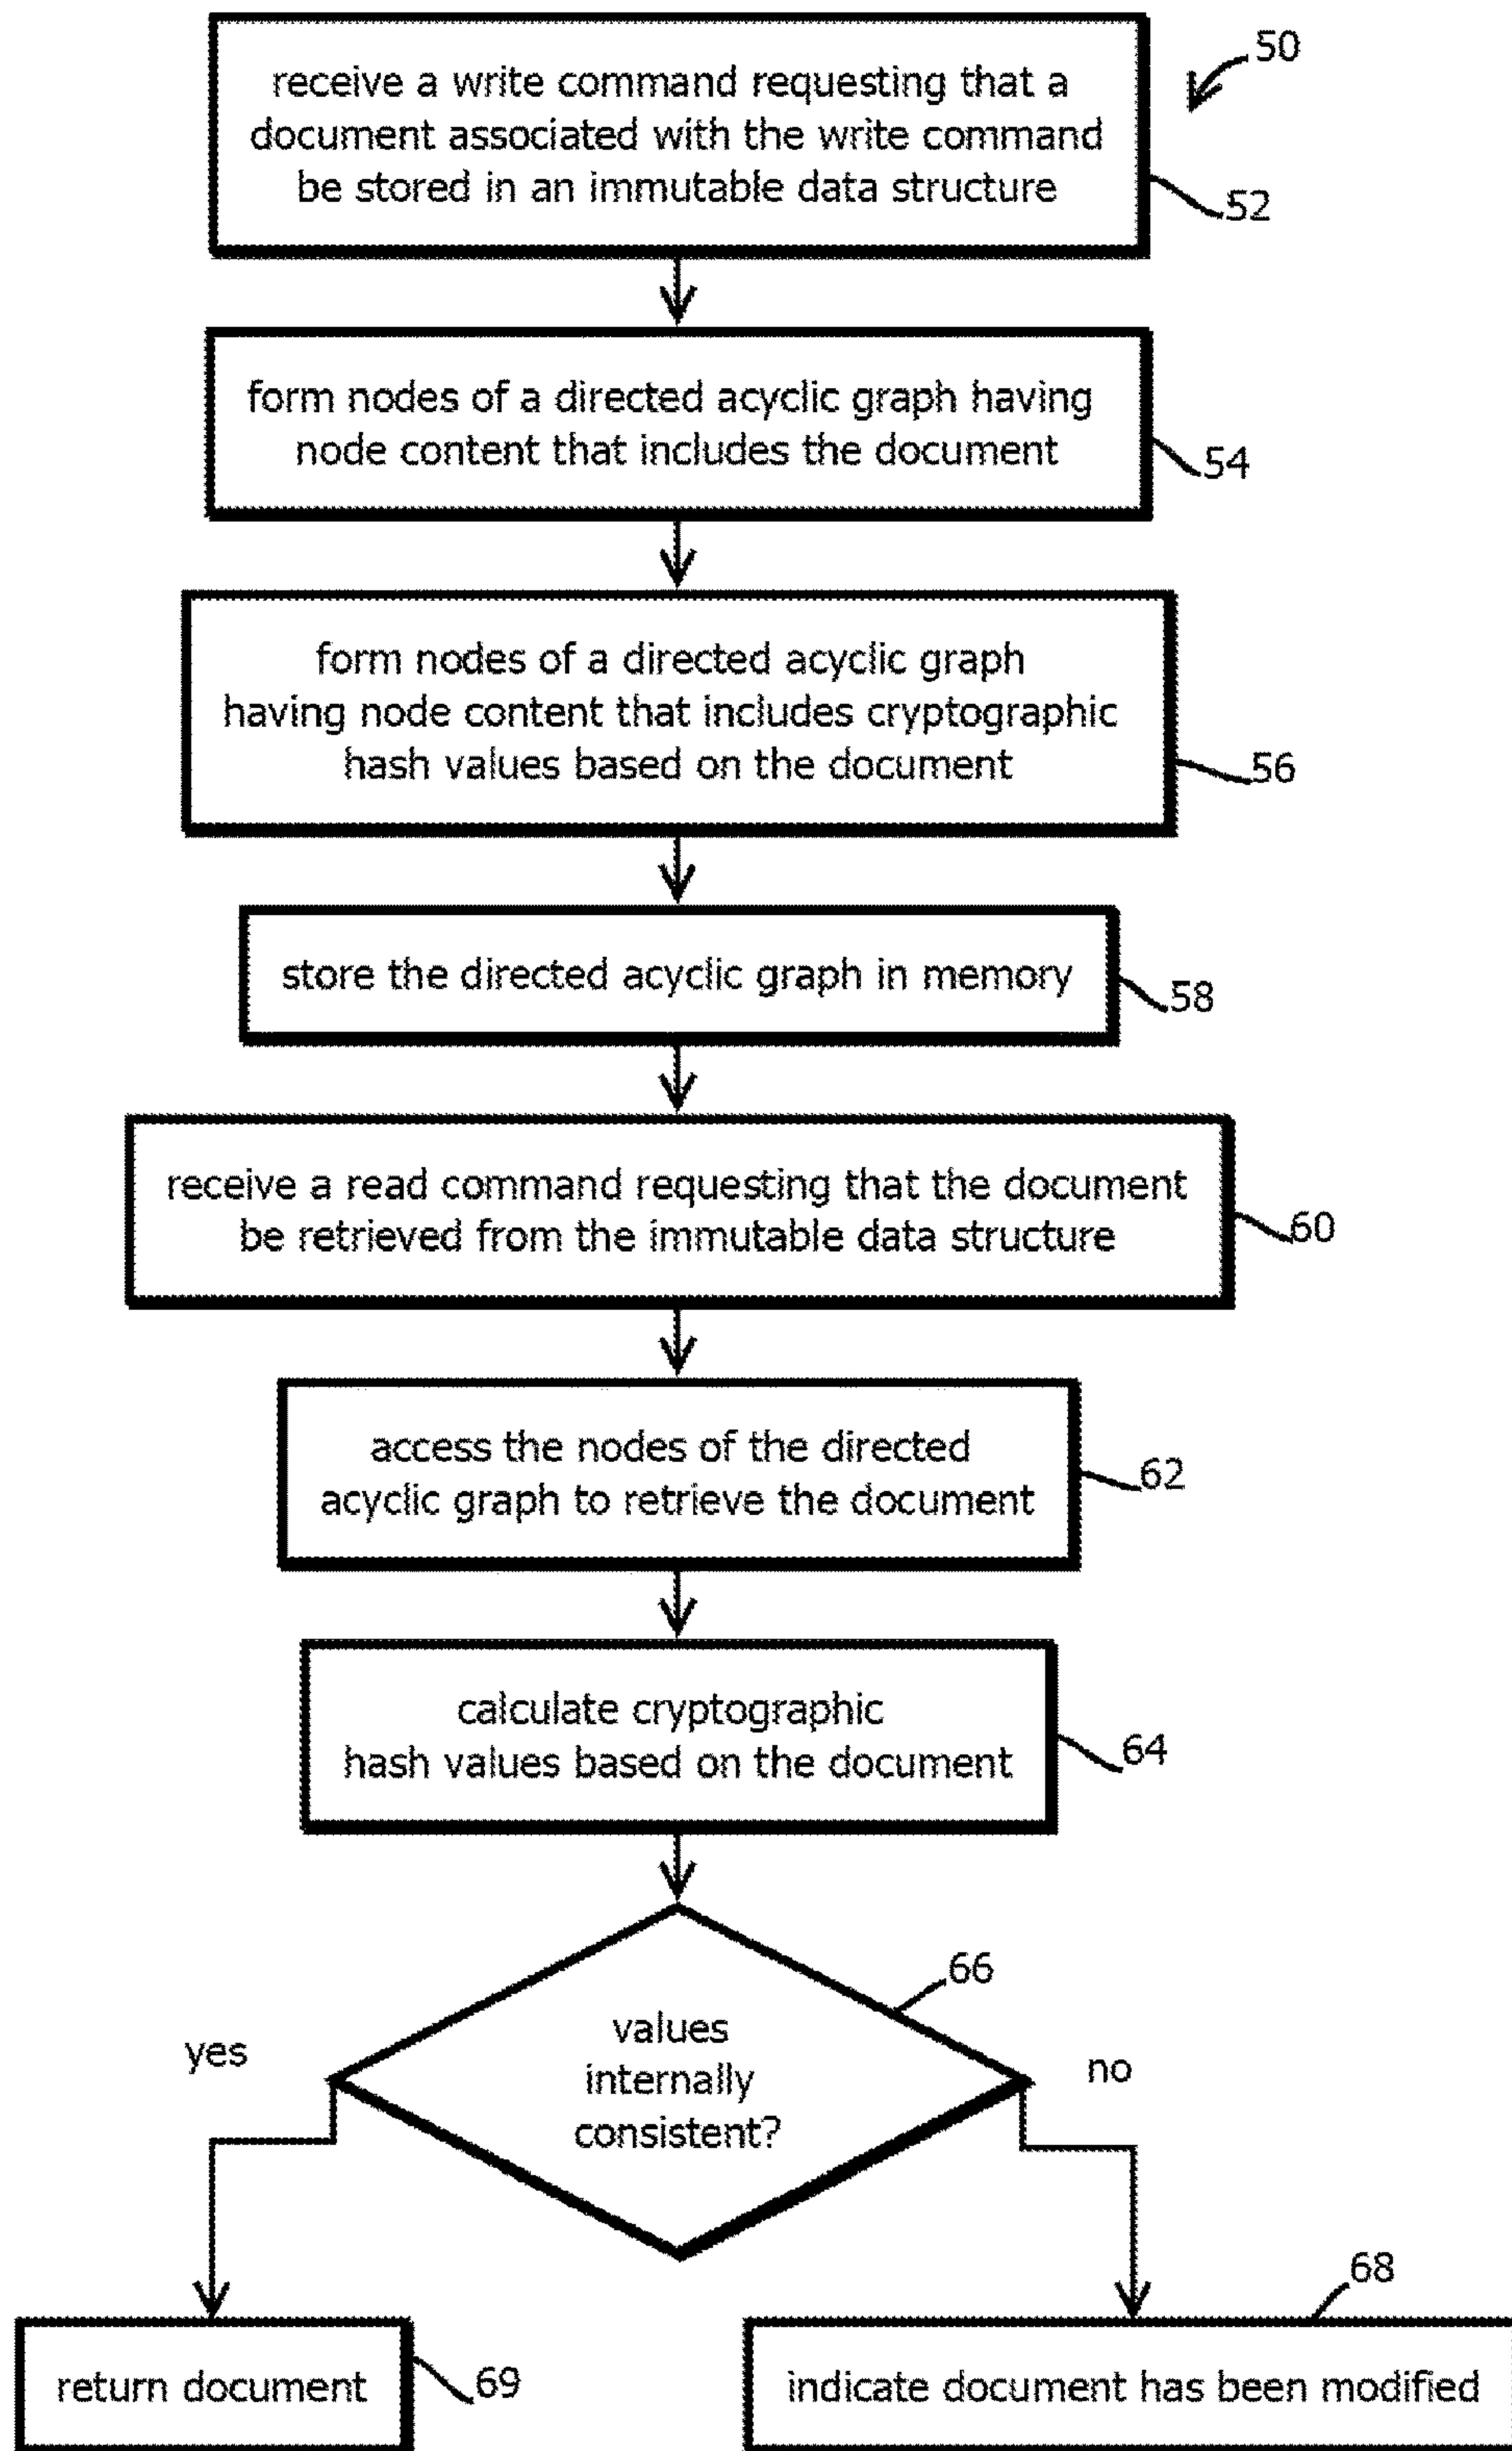 50
receive a write command requesting that a
document associated with the write command
be stored in an immutable data structure
52
form nodes of a directed acyclic graph having
node content that includes the document
54
form nodes of a directed acyclic graph
having node content that includes cryptographic
hash values based on the document
56
store the directed acyclic graph in memory
58
receive a read command requesting that the document
be retrieved from the immutable data structure
60
access the nodes of the directed
acyclic graph to retrieve the document
62
calculate cryptographic
hash values based on the document
64
66
values
internally
consistent?
yes
no
68
return document
69
indicate document has been modified